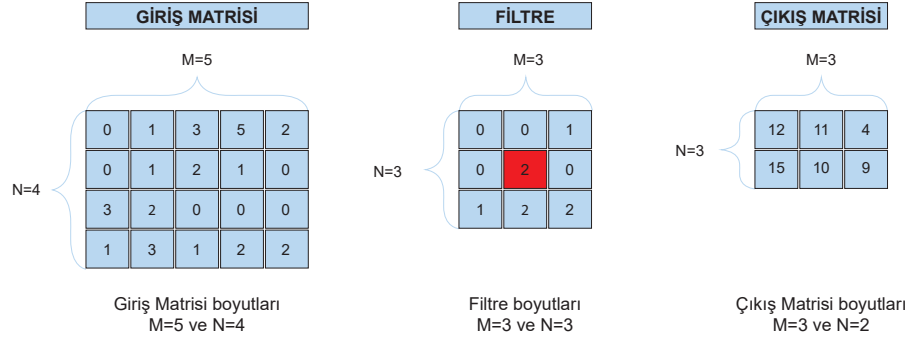 GİRİŞ MATRİSİ
FİLTRE
ÇIKIŞ MATRİSİ
M=5
M=3
M=3
N=4
0 1 3 5 2
0 1 2 1 0
3 2 0 0 0
1 3 1 2 2
N=3
0 0 1
0 2 0
1 2 2
N=3
12 11 4
15 10 9
Giriş Matrisi boyutları
M=5 ve N=4
Filtre boyutları
M=3 ve N=3
Çıkış Matrisi boyutları
M=3 ve N=2